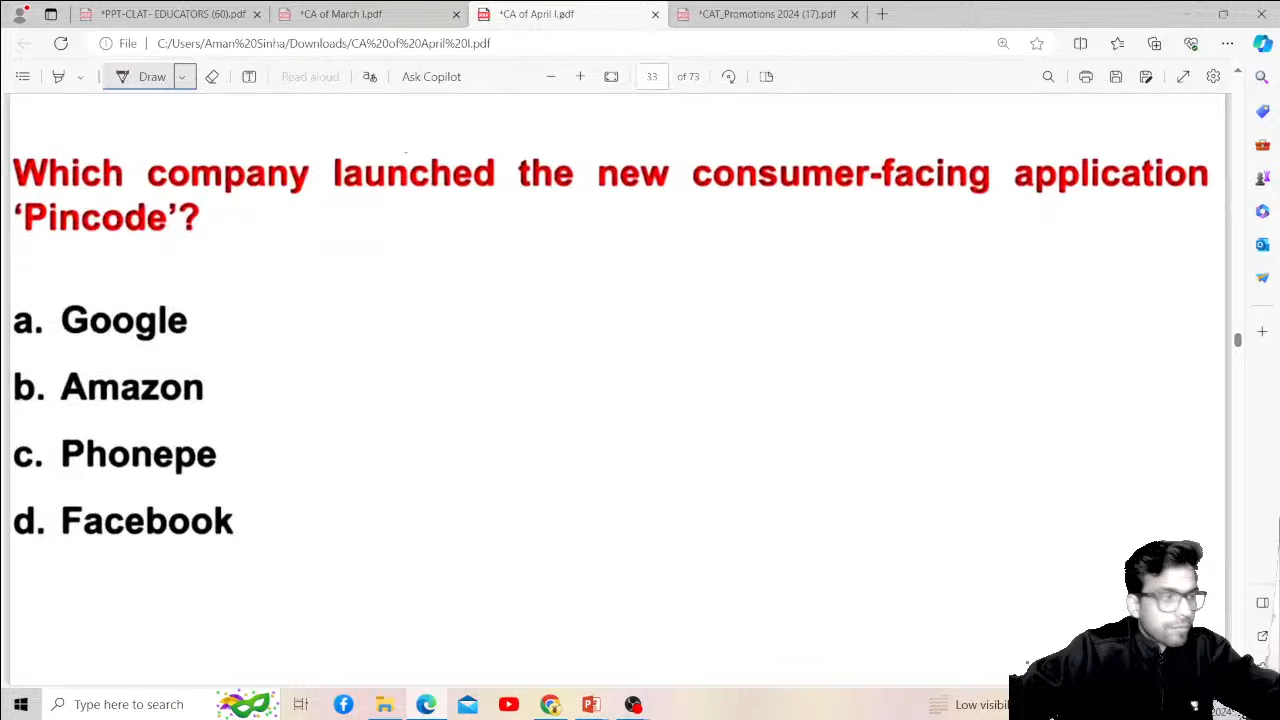 *PPT-CLAT- EDUCATORS (60).pdf
*CA of March I.pdf
*CA of April I.pdf
*CAT_Promotions 2024 (17).pdf
File
C:/Users/Aman%20Sinha/Downloads/CA%20of%20April%20I.pdf
Draw
Read aloud
Ask Copilot
33 of 73
Which company launched the new consumer-facing application
‘Pincode’?
a. Google
b. Amazon
c. Phonepe
d. Facebook
Type here to search
Low